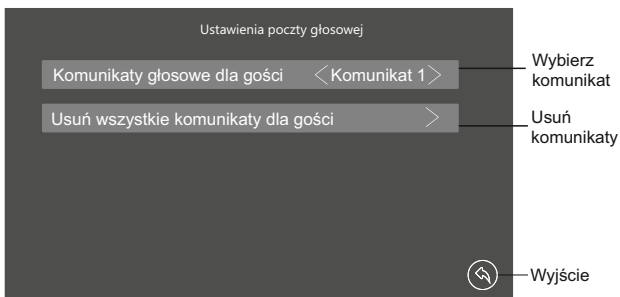 Ustawienia poczty głosowej
Komunikaty głosowe dla gości
Komunikat 1
Wybierz
komunikat
Usuń wszystkie komunikaty dla gości
Usuń
komunikaty
Wyjście